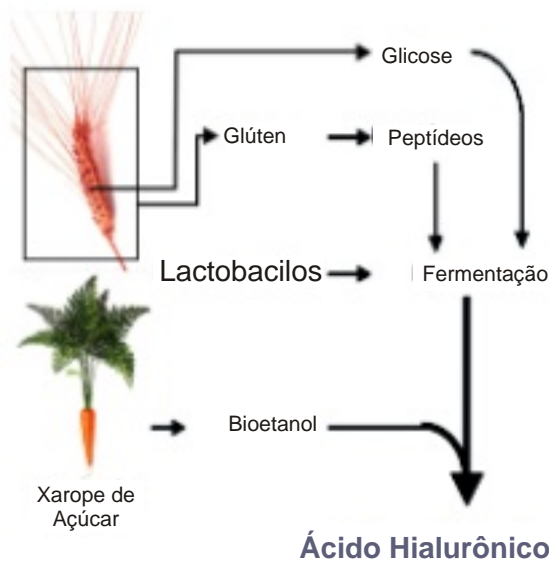 Glicose
Glúten
Peptídeos
Lactobacilos
Fermentação
Bioetanol
Xarope de
Açúcar
Ácido Hialurônico